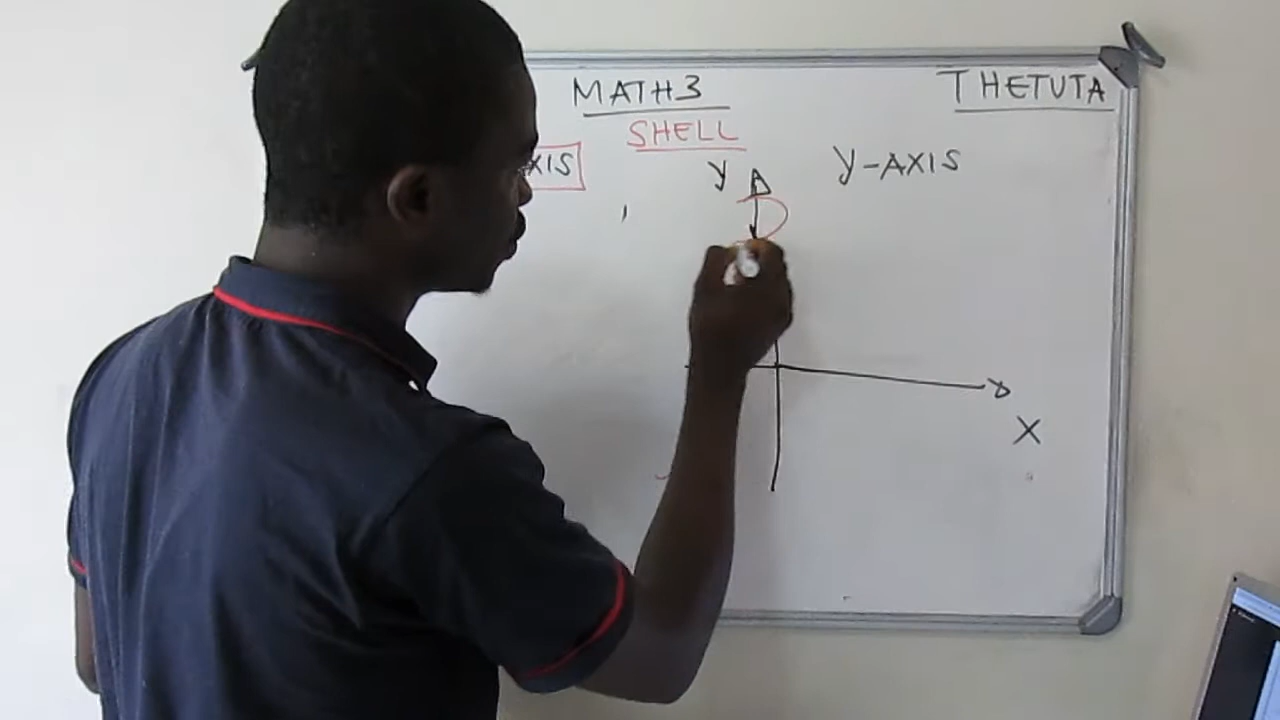 MATH3
THETUTA
SHELL
XIS
Y-AXIS
y
X